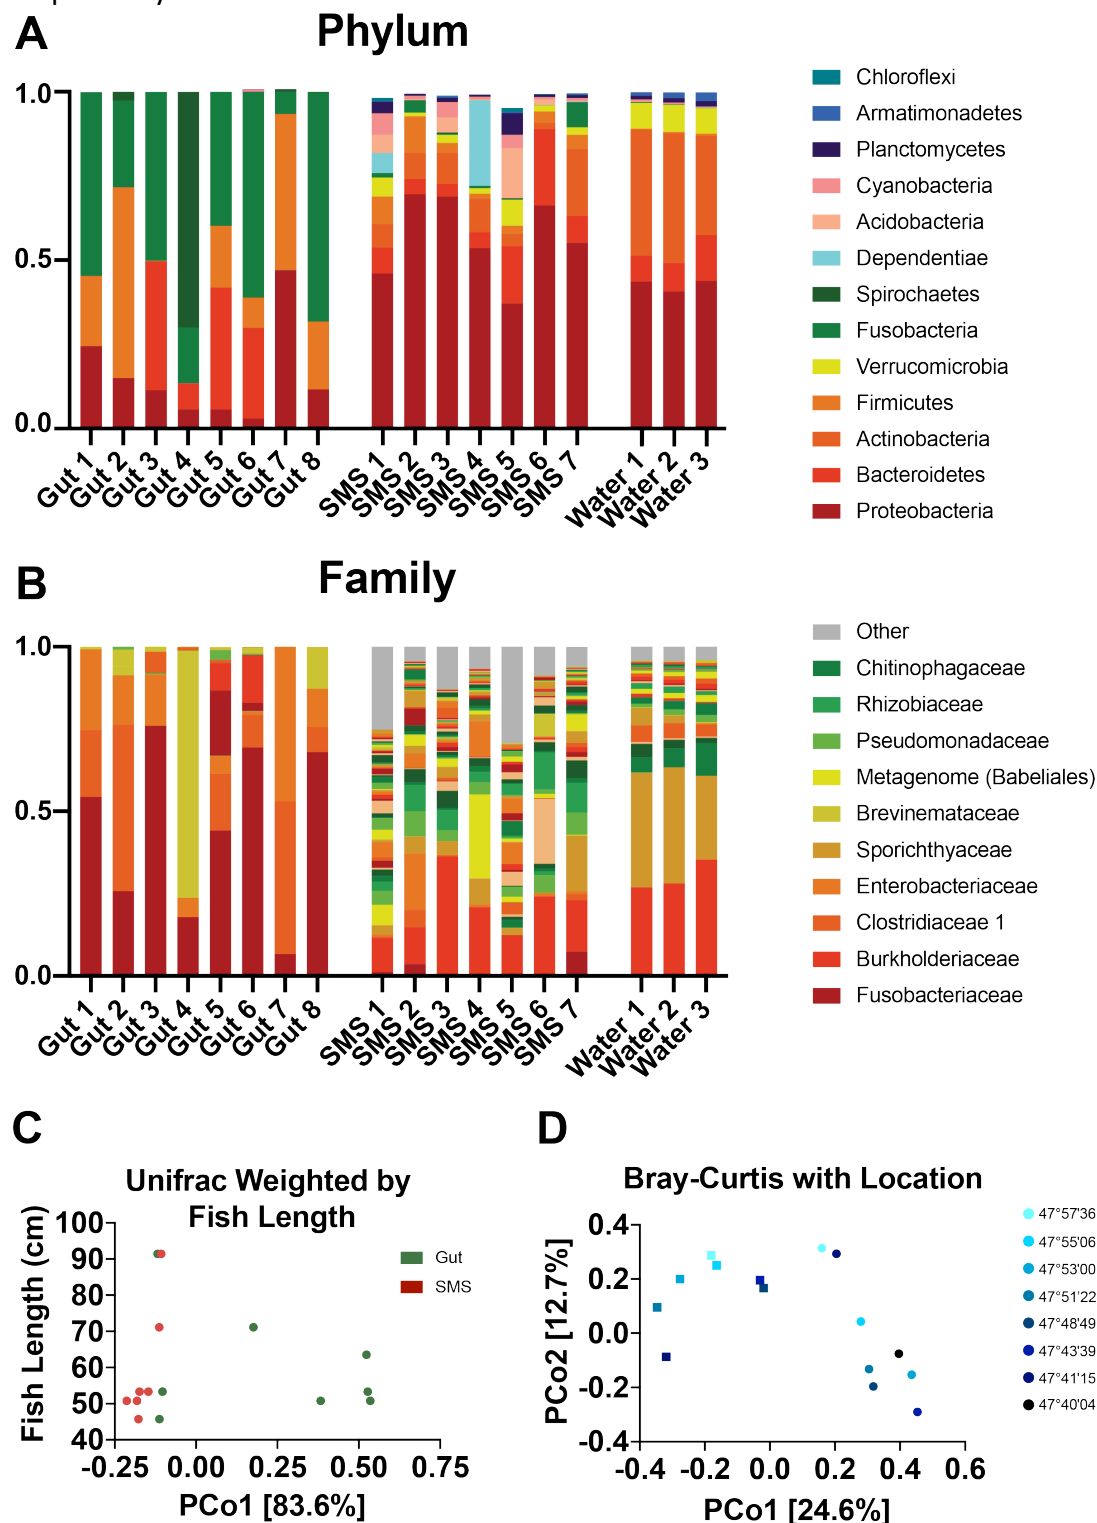 A
Phylum
1.0
0.5
0.0
Gut 1
Gut 2
Gut 3
Gut 4
Gut 5
Gut 6
Gut 7
Gut 8
SMS 1
SMS 2
SMS 3
SMS 4
SMS 5
SMS 6
SMS 7
Water 1
Water 2
Water 3
Chloroflexi
Armatimonadetes
Planctomycetes
Cyanobacteria
Acidobacteria
Dependentiae
Spirochaetes
Fusobacteria
Verrucomicrobia
Firmicutes
Actinobacteria
Bacteroidetes
Proteobacteria
B
Family
1.0
0.5
0.0
Gut 1
Gut 2
Gut 3
Gut 4
Gut 5
Gut 6
Gut 7
Gut 8
SMS 1
SMS 2
SMS 3
SMS 4
SMS 5
SMS 6
SMS 7
Water 1
Water 2
Water 3
Other
Chitinophagaceae
Rhizobiaceae
Pseudomonadaceae
Metagenome (Babeliales)
Brevinemataceae
Sporichthyaceae
Enterobacteriaceae
Clostridiaceae 1
Burkholderiaceae
Fusobacteriaceae
C
Unifrac Weighted by
Fish Length
Fish Length (cm)
100
90
80
70
60
50
40
-0.25 0.00 0.25 0.50 0.75
PCo1 [83.6%]
Gut
SMS
D
Bray-Curtis with Location
PCo2 [12.7%]
0.4
0.2
0.0
-0.2
-0.4
-0.4 -0.2 0.0 0.2 0.4 0.6
PCo1 [24.6%]
47°57'36
47°55'06
47°53'00
47°51'22
47°48'49
47°43'39
47°41'15
47°40'04